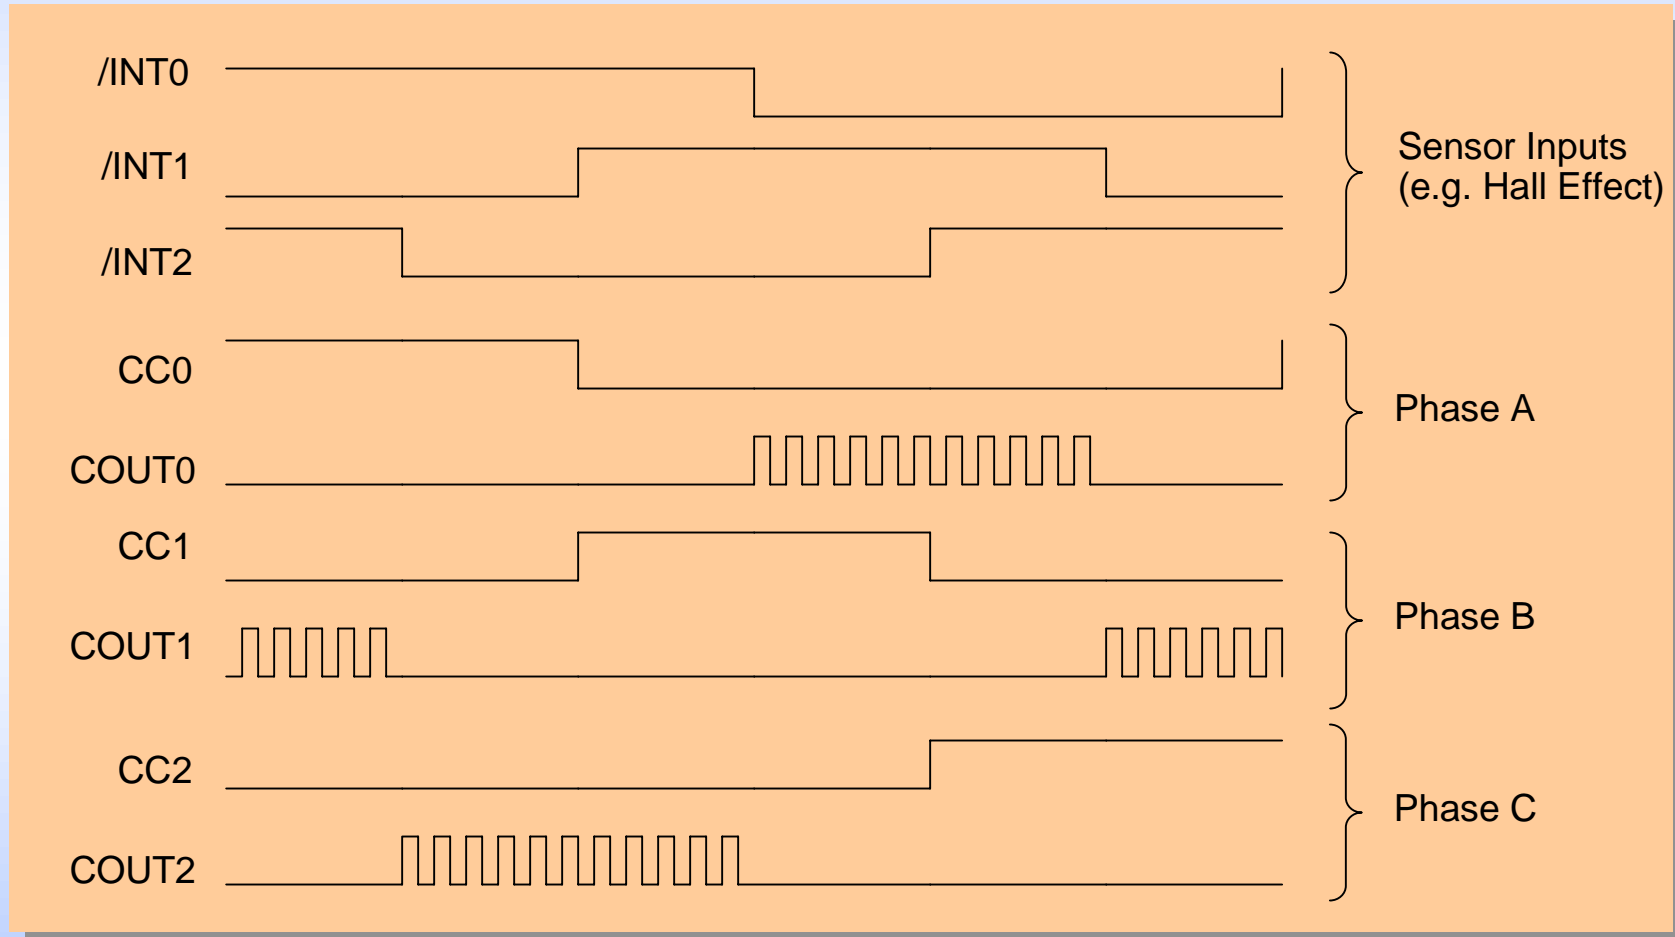 /INT0
/INT1
/INT2
Sensor Inputs
(e.g. Hall Effect)
CC0
COUT0
Phase A
CC1
COUT1
Phase B
CC2
COUT2
Phase C